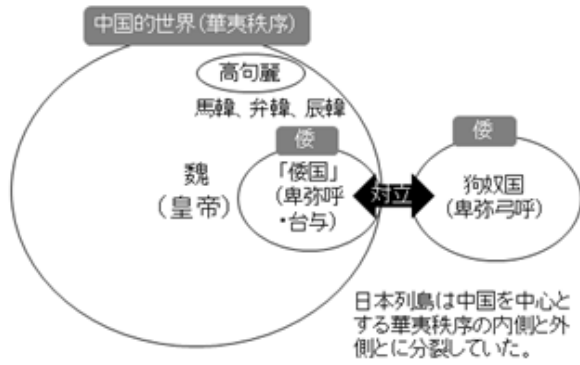 中国的世界（華夷秩序）
高句麗
馬韓、弁韓、辰韓
倭
「倭国」
（卑弥呼
・台与）
魏
（皇帝）
対立
倭
狗奴国
（卑弥弓呼）
日本列島は中国を中心と
する華夷秩序の内側と外
側とに分裂していた。